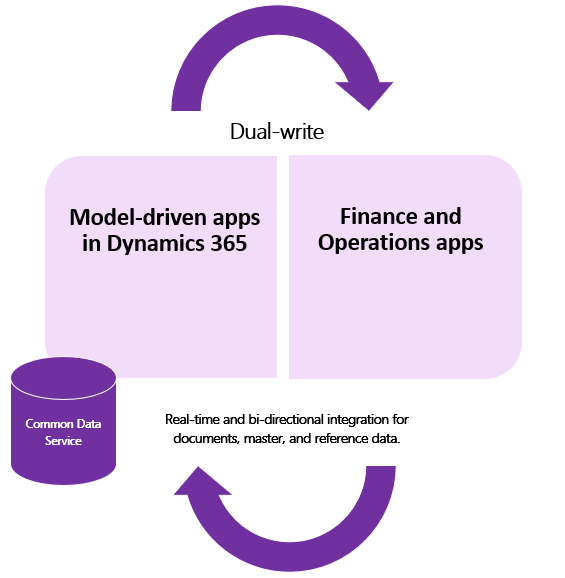 Dual-write
Model-driven apps
in Dynamics 365
Finance and
Operations apps
Common Data
Service
Real-time and bi-directional integration for
documents, master, and reference data.